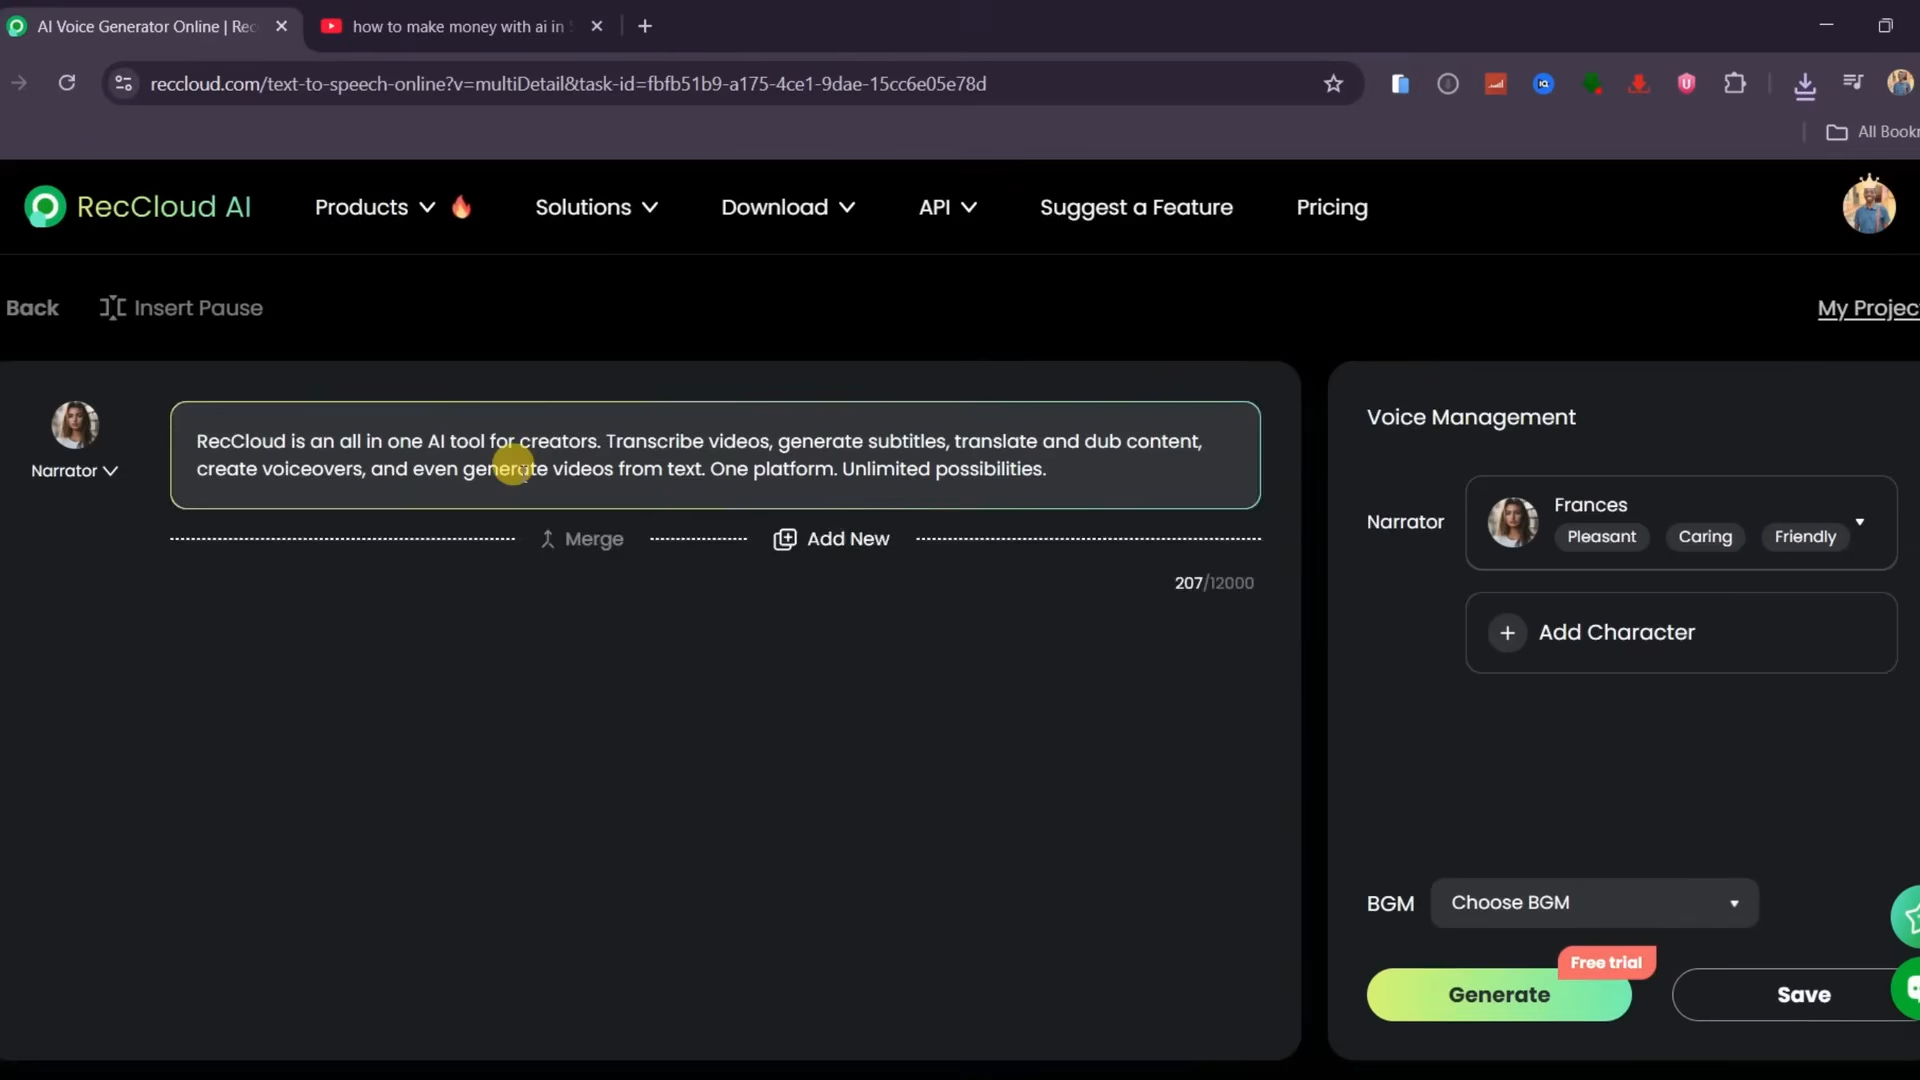 AI Voice Generator Online | Rec
how to make money with ai in
reccloud.com/text-to-speech-online?v=multiDetail&task-id=fbfb51b9-a175-4ce1-9dae-15cc6e05e78d
All Bookr
RecCloud AI
Products
Solutions
Download
API
Suggest a Feature
Pricing
Back
Insert Pause
My Projec
Narrator
RecCloud is an all in one AI tool for creators. Transcribe videos, generate subtitles, translate and dub content,
create voiceovers, and even generate videos from text. One platform. Unlimited possibilities.
Merge
Add New
207/12000
Voice Management
Narrator
Frances
Pleasant
Caring
Friendly
Add Character
BGM
Choose BGM
Free trial
Generate
Save